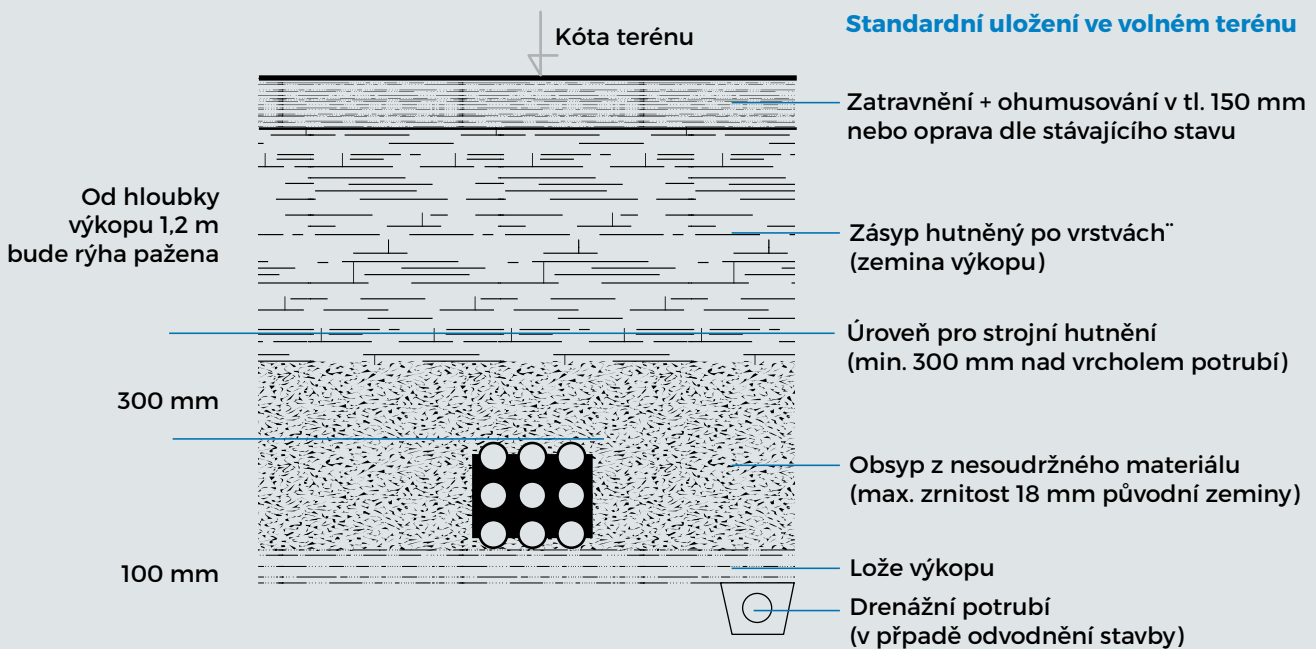 Standardní uložení ve volném terénu
Kóta terénu
Zatravnění + ohumusování v tl. 150 mm
nebo oprava dle stávajícího stavu
Od hloubky
výkopu 1,2 m
bude rýha pažena
Zásyp hutněný po vrstvách¨
(zemina výkopu)
Úroveň pro strojní hutnění
(min. 300 mm nad vrcholem potrubí)
300 mm
Obsyp z nesoudržného materiálu
(max. zrnitost 18 mm původní zeminy)
100 mm
Lože výkopu
Drenážní potrubí
(v přpadě odvodnění stavby)